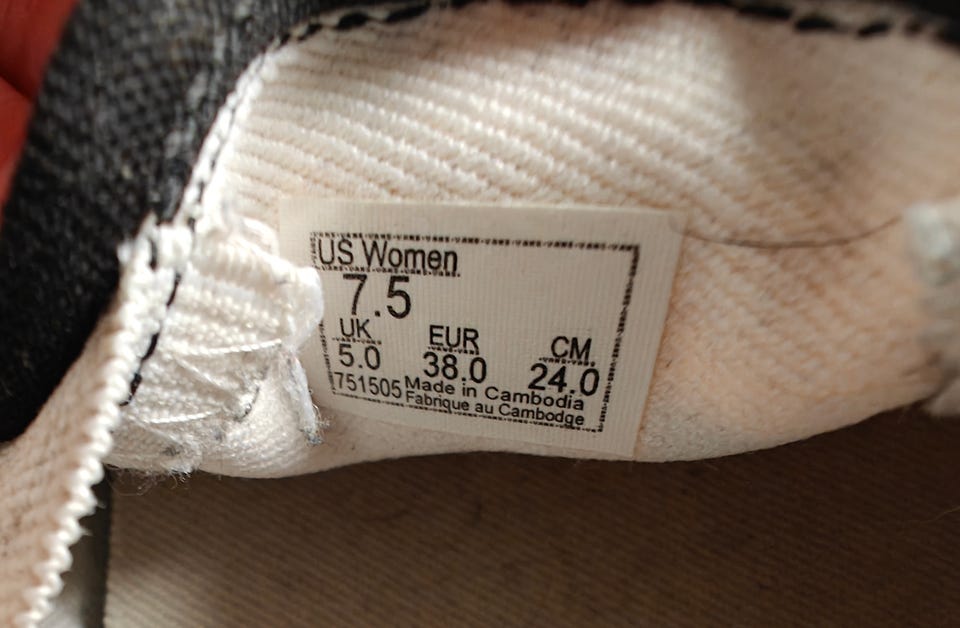 US Women
7.5
UK EUR CM
5.0 38.0 24.0
751505 Made in Cambodia
Fabrique au Cambodge